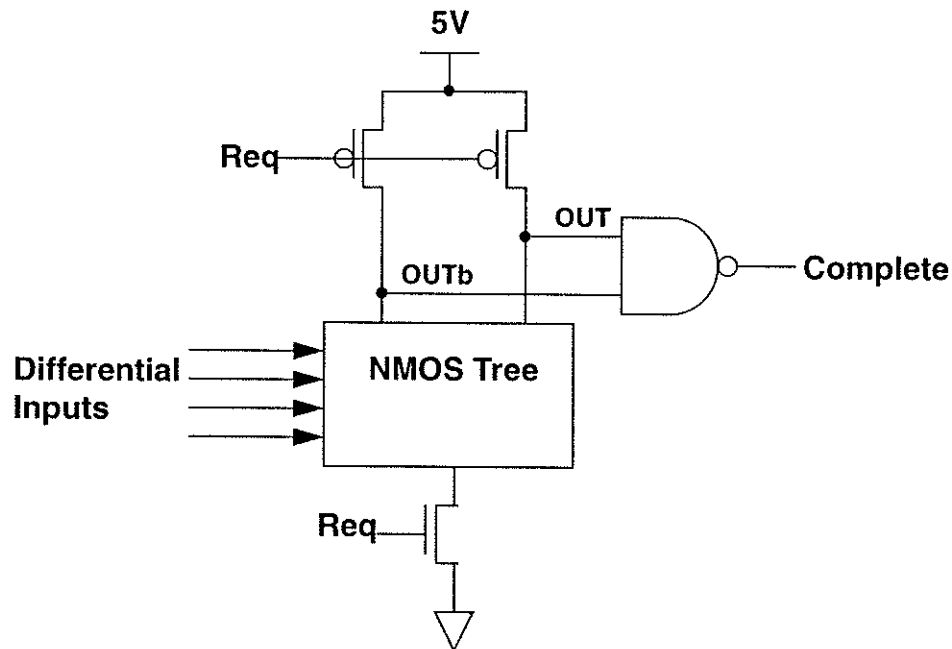 5V
Req
OUT
Complete
OUTb
Differential
Inputs
NMOS Tree
Req